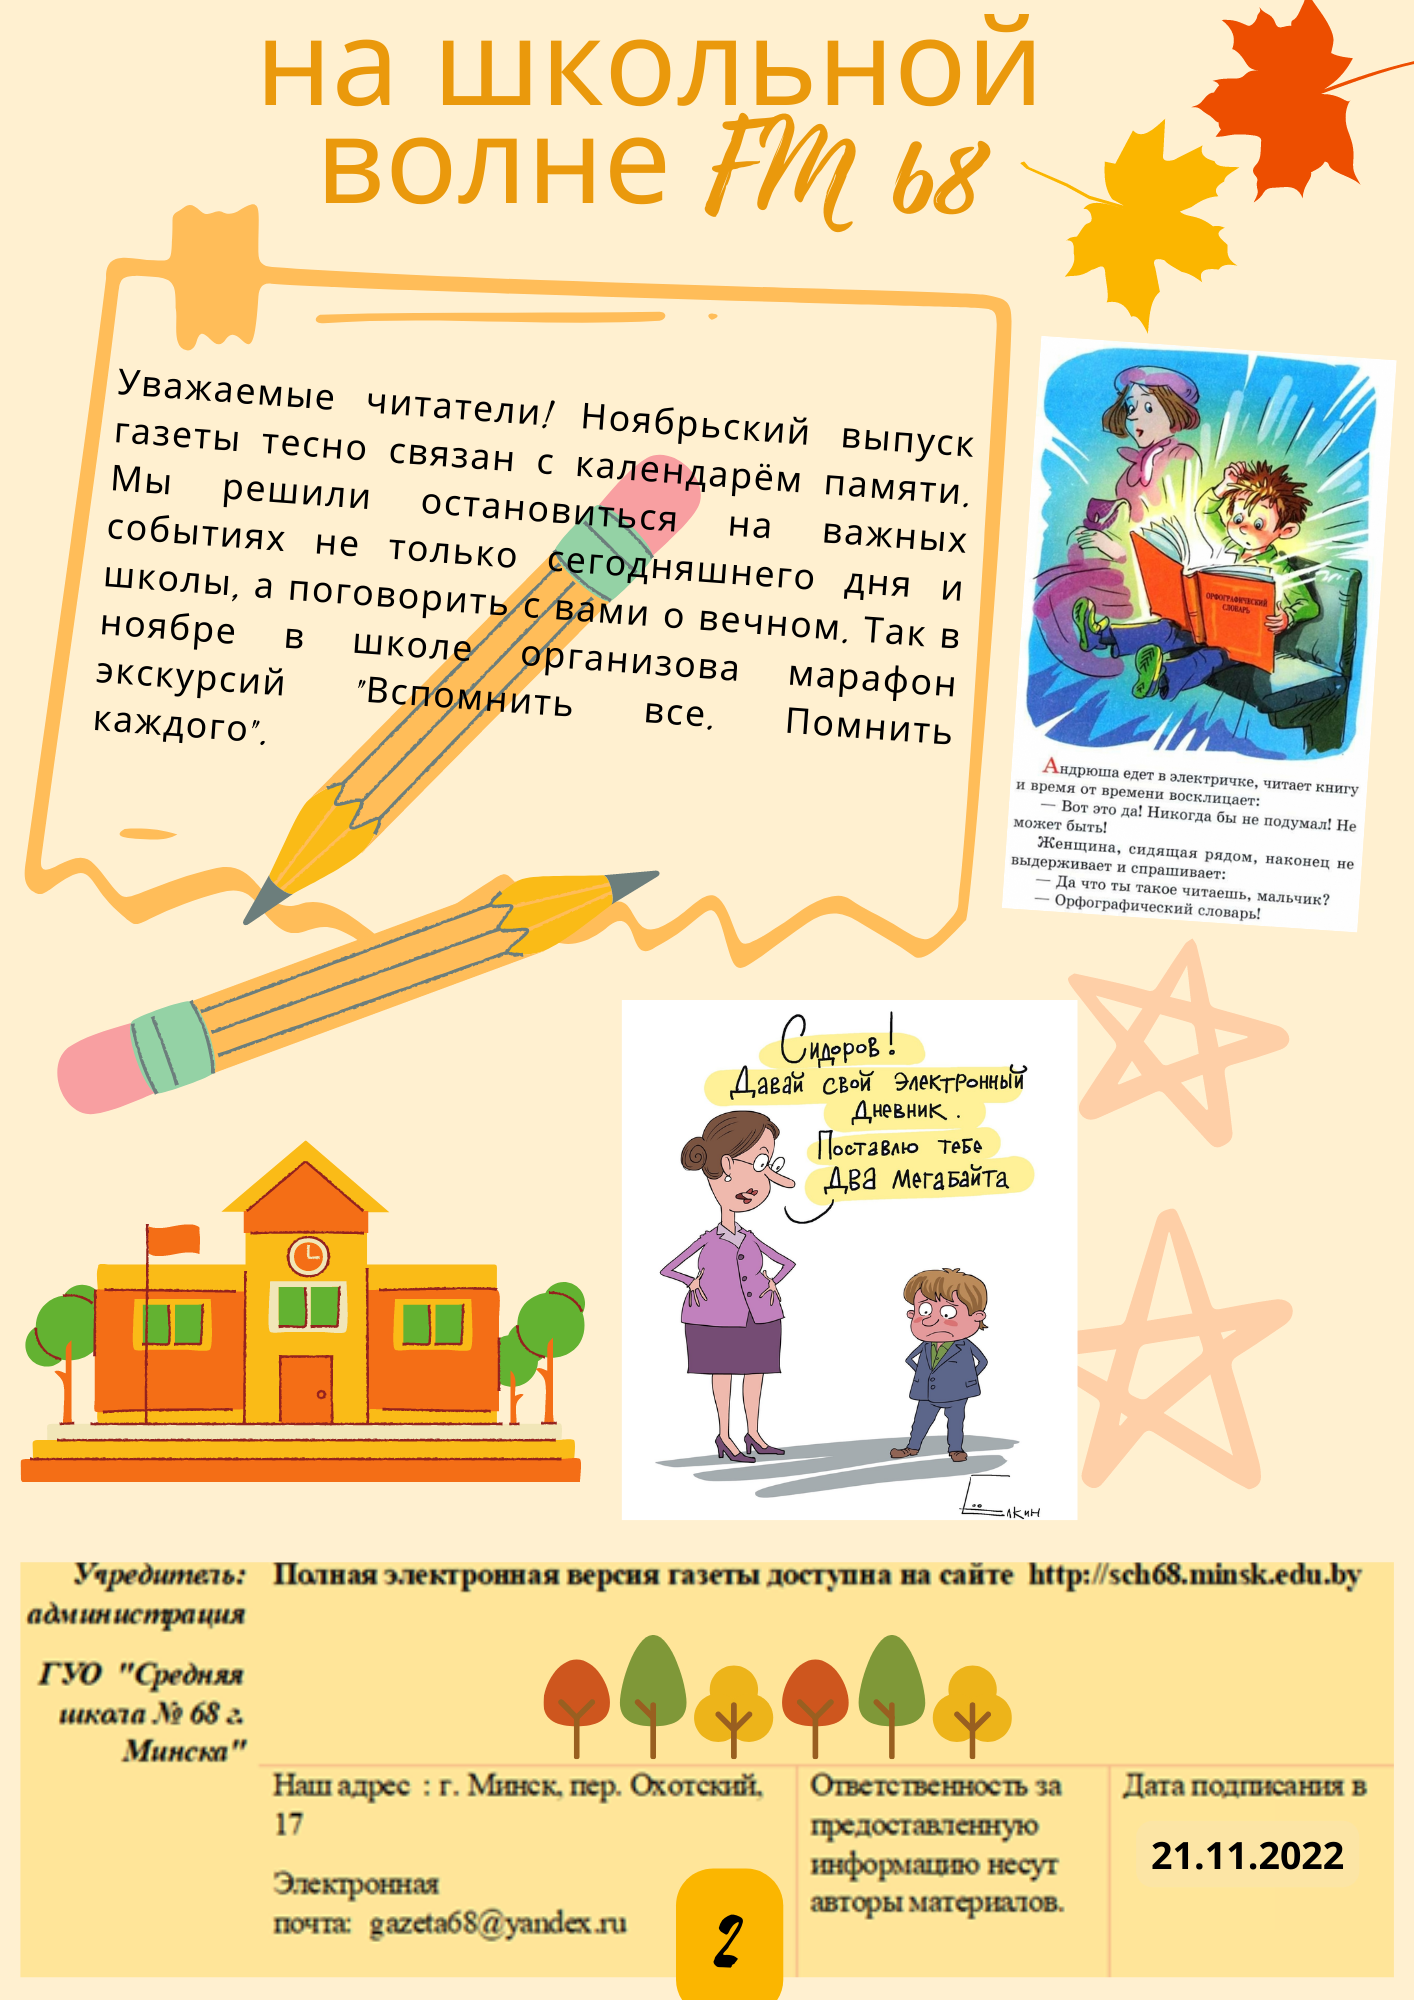 на школьной
волне FM 68
Уважаемые читатели! Ноябрьский выпуск
газеты тесно связан с календарём памяти.
Мы решили остановиться на важных
событиях не только сегодняшнего дня и
школы, а поговорить с вами о вечном. Так в
ноябре в школе организова марафон
экскурсий "Вспомнить все. Помнить
каждого".
ОРФОГРАФИЧЕСКИЙ
СЛОВАРЬ
Андрюша едет в электричке, читает книгу
и время от времени восклицает:
— Вот это да! Никогда бы не подумал! Не
может быть!
Женщина, сидящая рядом, наконец не
выдерживает и спрашивает:
— Да что ты такое читаешь, мальчик?
— Орфографический словарь!
Сидоров!
Давай свой электронный
дневник.
Поставлю тебе
два мегабайта
Ёлкин
Учредитель:
администрация
ГУО "Средняя
школа № 68 г.
Минска"
Полная электронная версия газеты доступна на сайте http://sch68.minsk.edu.by
Наш адрес : г. Минск, пер. Охотский,
17
Электронная
почта: gazeta68@yandex.ru
Ответственность за
предоставленную
информацию несут
авторы материалов.
Дата подписания в
21.11.2022
2